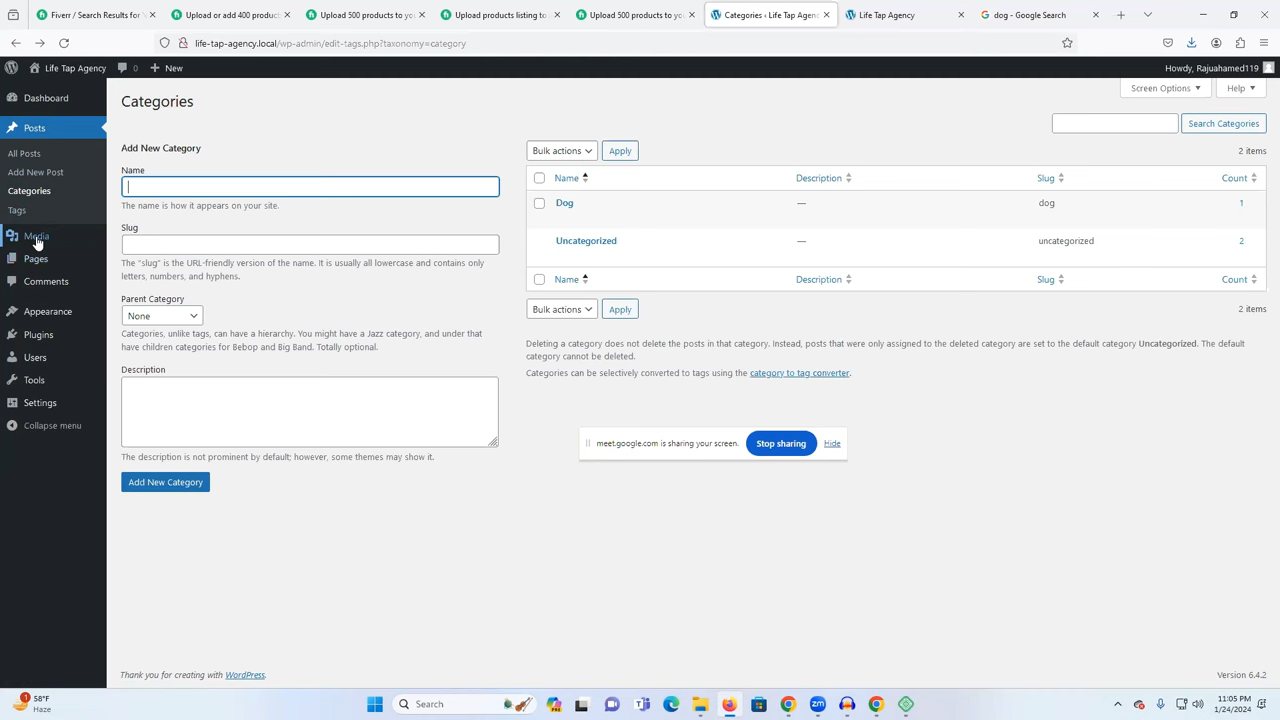 Fiverr / Search Results for '
Upload or add 400 product
Upload 500 products to yo
Upload products listing to
Upload 500 products to you
Categories ‹ Life Tap Agen
Life Tap Agency
dog - Google Search
life-tap-agency.local/wp-admin/edit-tags.php?taxonomy=category
Life Tap Agency
0
New
Howdy, Rajuahamed119
Dashboard
Posts
All Posts
Add New Post
Categories
Tags
Media
Pages
Comments
Appearance
Plugins
Users
Tools
Settings
Collapse menu
Screen Options
Help
Categories
Search Categories
Add New Category
Name
The name is how it appears on your site.
Slug
The “slug” is the URL-friendly version of the name. It is usually all lowercase and contains only
letters, numbers, and hyphens.
Parent Category
None
Categories, unlike tags, can have a hierarchy. You might have a Jazz category, and under that
have children categories for Bebop and Big Band. Totally optional.
Description
The description is not prominent by default; however, some themes may show it.
Add New Category
Bulk actions
Apply
2 items
Name
Description
Slug
Count
Dog
—
dog
1
Uncategorized
—
uncategorized
2
Name
Description
Slug
Count
Bulk actions
Apply
2 items
Deleting a category does not delete the posts in that category. Instead, posts that were only assigned to the deleted category are set to the default category Uncategorized. The default
category cannot be deleted.
Categories can be selectively converted to tags using the category to tag converter.
meet.google.com is sharing your screen.
Stop sharing
Hide
Thank you for creating with WordPress.
Version 6.4.2
1
58°F
Haze
Search
zm
11:05 PM
1/24/2024